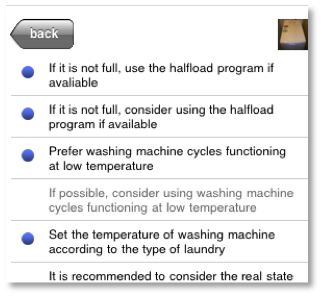 back
If it is not full, use the halfload program if
avaliable
If it is not full, consider using the halfload
program if available
Prefer washing machine cycles functioning
at low temperature
If possible, consider using washing machine
cycles functioning at low temperature
Set the temperature of washing machine
according to the type of laundry
It is recommended to consider the real state